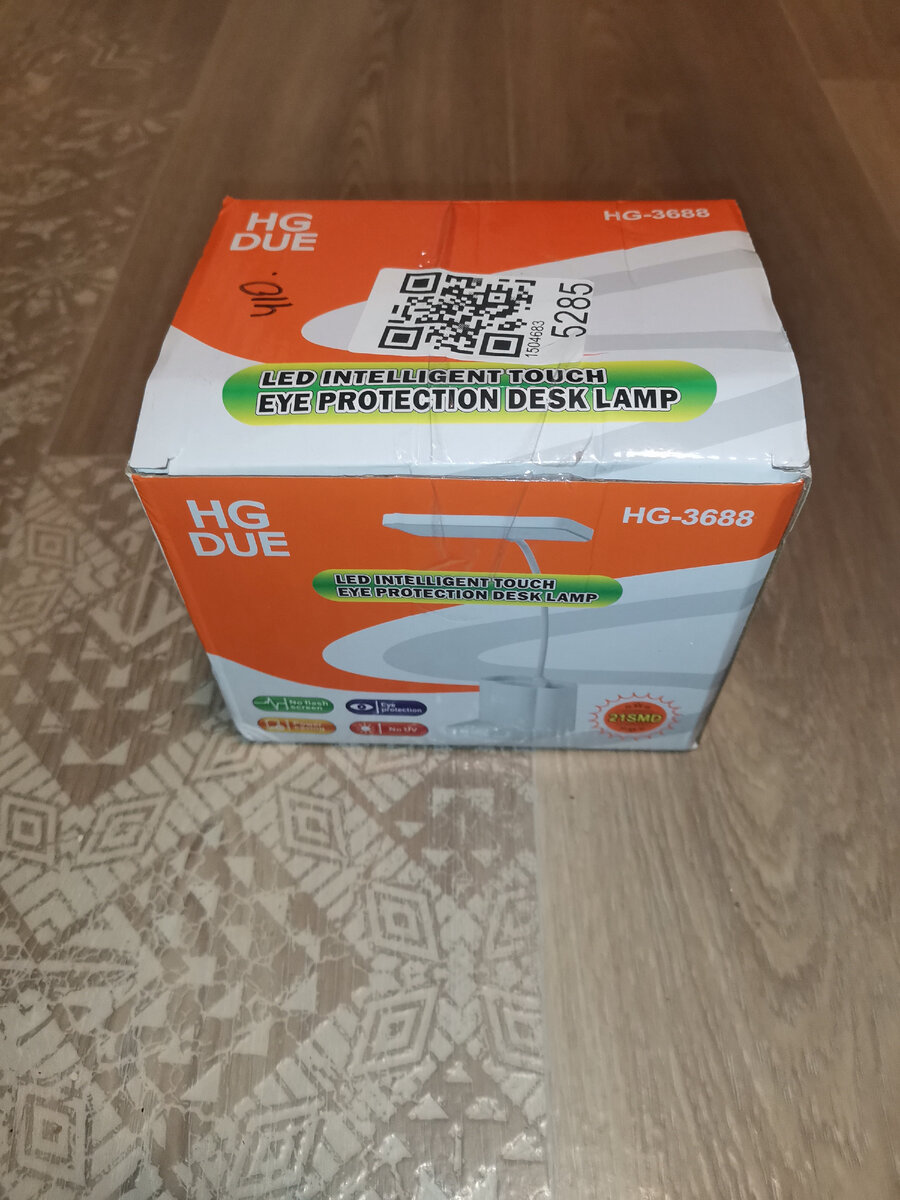 HG
DUE
HG-3688
1504683
5285
LED INTELLIGENT TOUCH
EYE PROTECTION DESK LAMP
HG
DUE
HG-3688
LED INTELLIGENT TOUCH
EYE PROTECTION DESK LAMP
No flash
screen
Eye
protection
No UV
21SMD